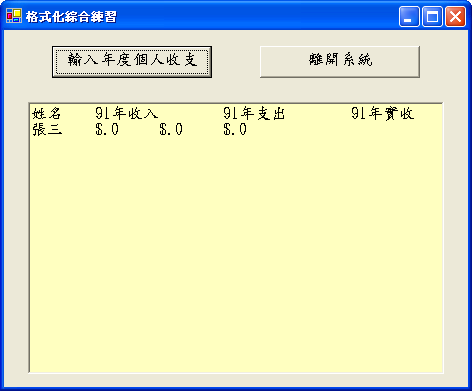 格式化綜合練習
輸入年度個人收支 離開系統
姓名 91年收入 91年支出 91年實收
張三 $.0 $.0 $.0